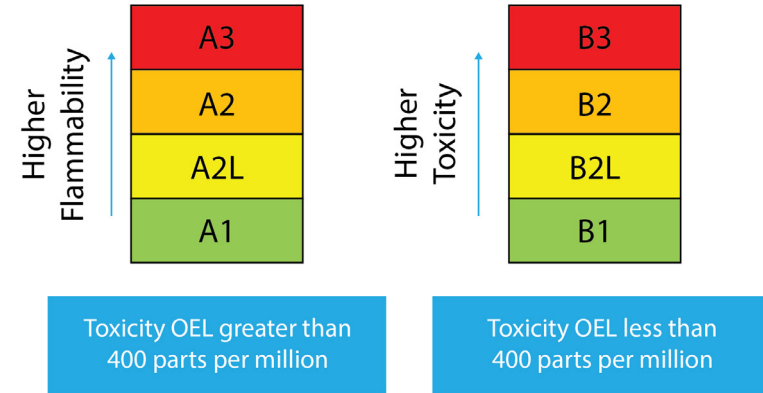 Higher
Flammability
A3
A2
A2L
A1
Toxicity OEL greater than
400 parts per million
Higher
Toxicity
B3
B2
B2L
B1
Toxicity OEL less than
400 parts per million